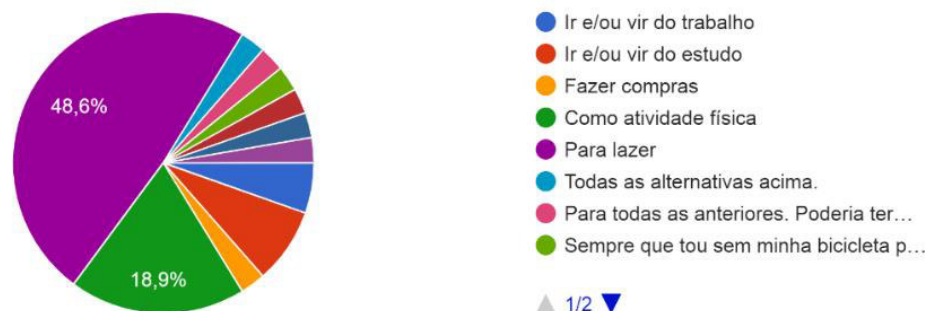 48,6%
18,9%
Ir e/ou vir do trabalho
Ir e/ou vir do estudo
Fazer compras
Como atividade física
Para lazer
Todas as alternativas acima.
Para todas as anteriores. Poderia ter...
Sempre que tou sem minha bicicleta p...
1/2